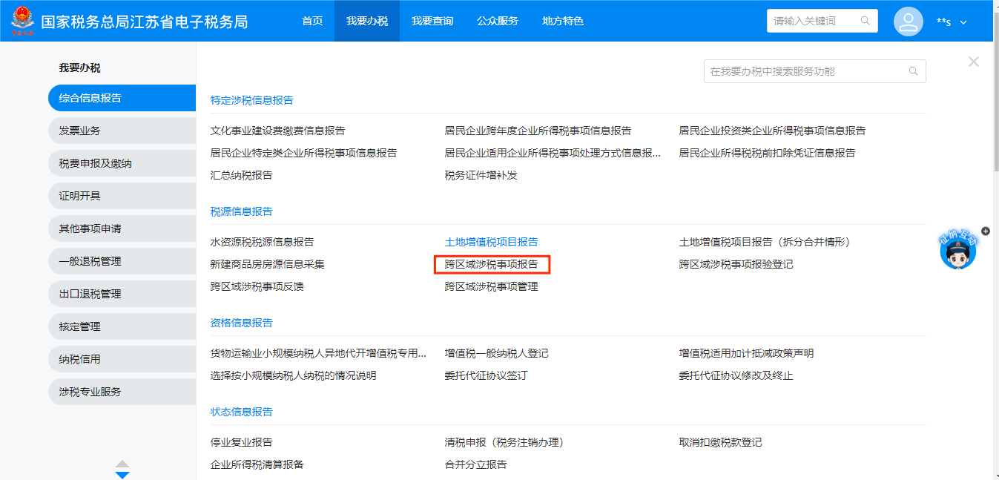 国家税务总局江苏省电子税务局 首页 我要办税 我要查询 公众服务 地方特色 请输入关键词 **s
我要办税
综合信息报告
发票业务
税费申报及缴纳
证明开具
其他事项申请
一般退税管理
出口退税管理
核定管理
纳税信用
涉税专业服务
在我要办税中搜索服务功能
特定涉税信息报告
文化事业建设费缴费信息报告 居民企业跨年度企业所得税事项信息报告 居民企业投资类企业所得税事项信息报告
居民企业特定类企业所得税事项信息报告 居民企业适用企业所得税事项处理方式信息报... 居民企业所得税税前扣除凭证信息报告
汇总纳税报告 税务证件增补发
税源信息报告
水资源税税源信息报告 土地增值税项目报告 土地增值税项目报告（拆分合并情形）
新建商品房房源信息采集 跨区域涉税事项报告 跨区域涉税事项报验登记
跨区域涉税事项反馈 跨区域涉税事项管理
资格信息报告
货物运输业小规模纳税人异地代开增值税专用... 增值税一般纳税人登记 增值税适用加计抵减政策声明
选择按小规模纳税人纳税的情况说明 委托代征协议签订 委托代征协议修改及终止
状态信息报告
停业复业报告 清税申报（税务注销办理） 取消扣缴税款登记
企业所得税清算报备 合并分立报告
征纳互动